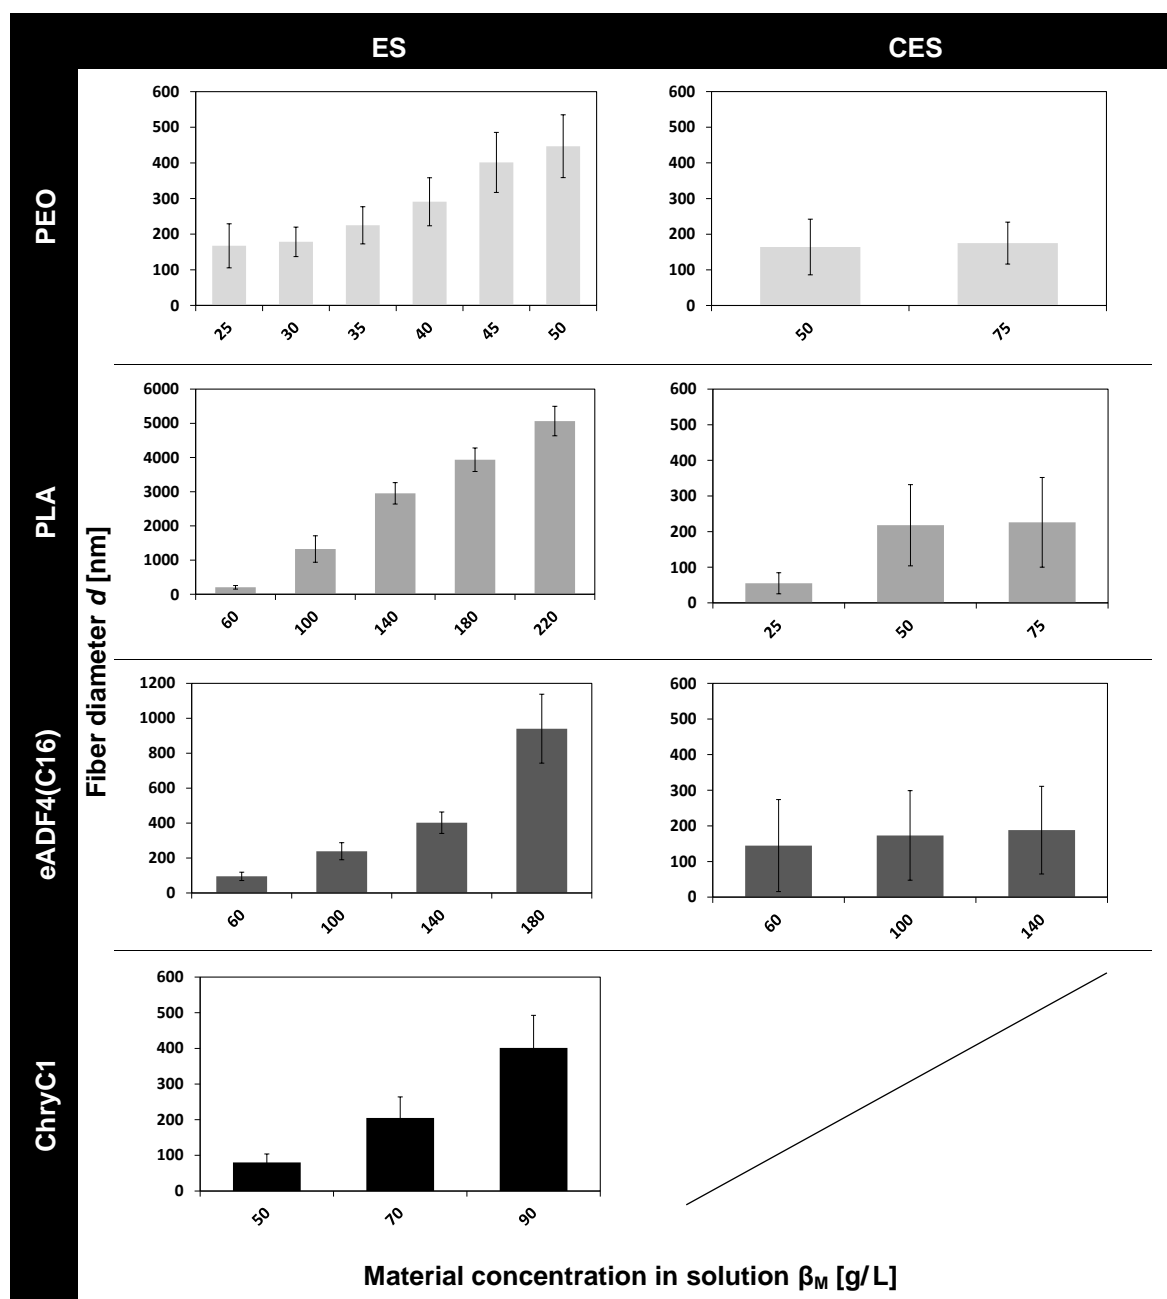 ES CES
PEO
600 500 400 300 200 100 0
25 30 35 40 45 50
600 500 400 300 200 100 0
50 75
PLA
6000 5000 4000 3000 2000 1000 0
60 100 140 180 220
600 500 400 300 200 100 0
25 50 75
Fiber diameter d [nm]
eADF4(C16)
1200 1000 800 600 400 200 0
60 100 140 180
600 500 400 300 200 100 0
60 100 140
ChryC1
600 500 400 300 200 100 0
50 70 90
Material concentration in solution βM [g/L]